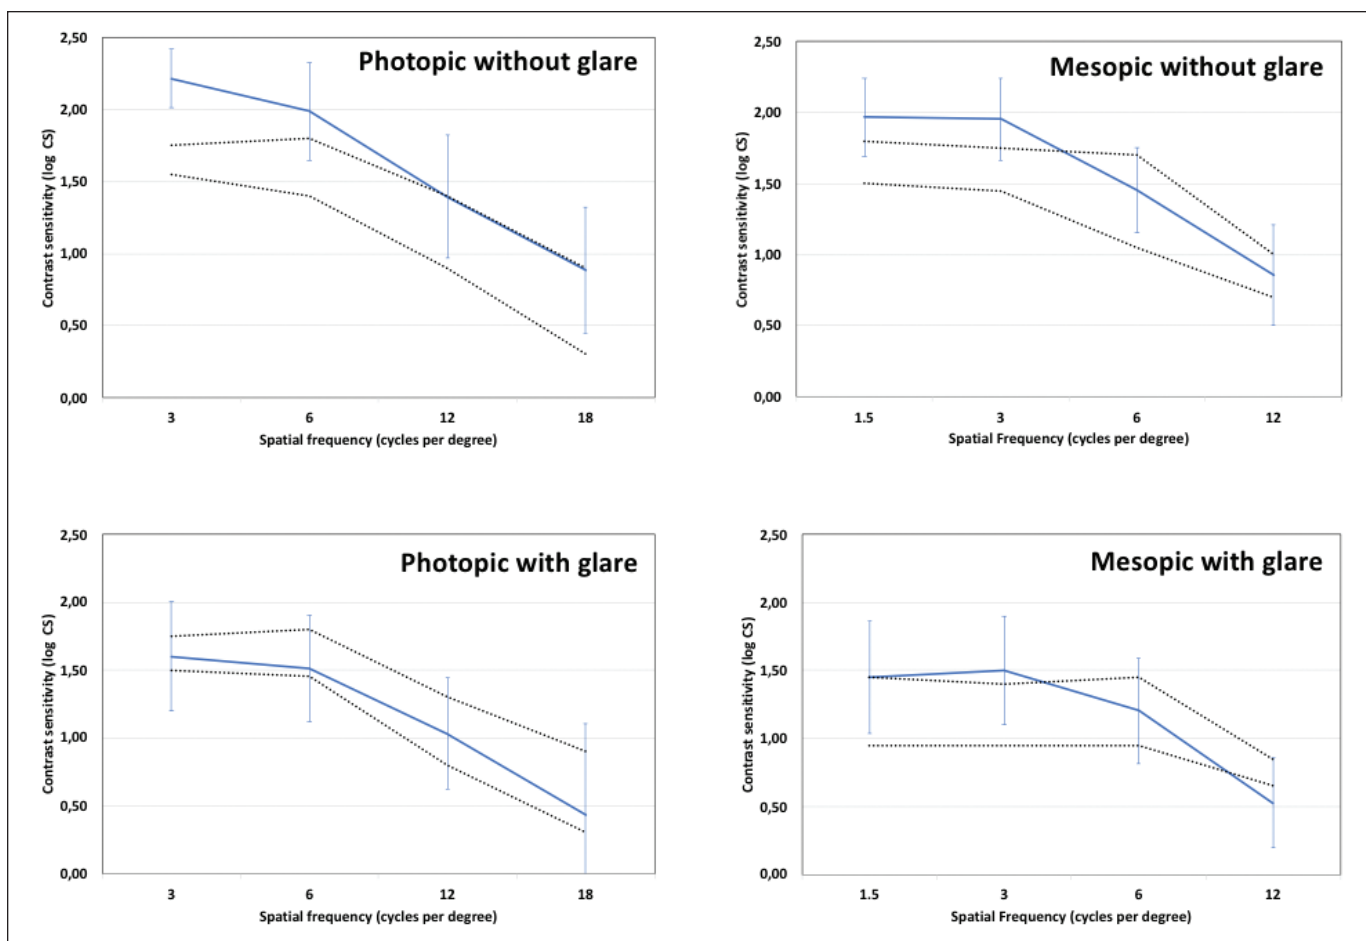 Photopic without glare
2,50
2,00
1,50
1,00
0,50
0,00
Contrast sensitivity (log CS)
3 6 12 18
Spatial frequency (cycles per degree)
Mesopic without glare
2,50
2,00
1,50
1,00
0,50
0,00
Contrast sensitivity (log CS)
1.5 3 6 12
Spatial Frequency (cycles per degree)
Photopic with glare
2,50
2,00
1,50
1,00
0,50
0,00
Contrast sensitivity (log CS)
3 6 12 18
Spatial frequency (cycles per degree)
Mesopic with glare
2,50
2,00
1,50
1,00
0,50
0,00
Contrast sensitivity (log CS)
1.5 3 6 12
Spatial Frequency (cycles per degree)